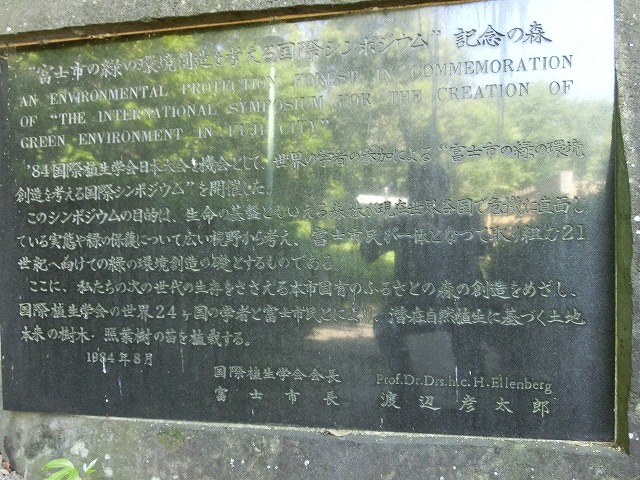 "富士市の緑の環境創造を考える国際シンポジウム" 記念の森
AN ENVIRONMENTAL PROTECTION FOREST IN COMMEMORATION
OF "THE INTERNATIONAL SYMPOSIUM FOR THE CREATION OF
GREEN ENVIRONMENT IN FUJI CITY"
'84国際植生学会日本大会を機会として、世界の学者の参加による"富士市の緑の環境
創造を考える国際シンポジウム"を開催した。
このシンポジウムの目的は、生命の基盤ともいえる森林が現在世界各国で危機に直面し
ている実態や緑の保護について広い視野から考え、富士市民が一体となって取り組む21
世紀へ向けての緑の環境創造の礎とするものである。
ここに、私たちの次の世代の生存をささえる本市固有のふるさとの森の創造をめざし、
国際植生学会の世界24ヶ国の学者と富士市民とにより、潜在自然植生に基づく土地
本来の樹木・照葉樹の苗を植栽する。
1984年8月
国際植生学会会長 Prof.Dr.Drs.h.c.H.Ellenberg
富士市長 渡辺彦太郎